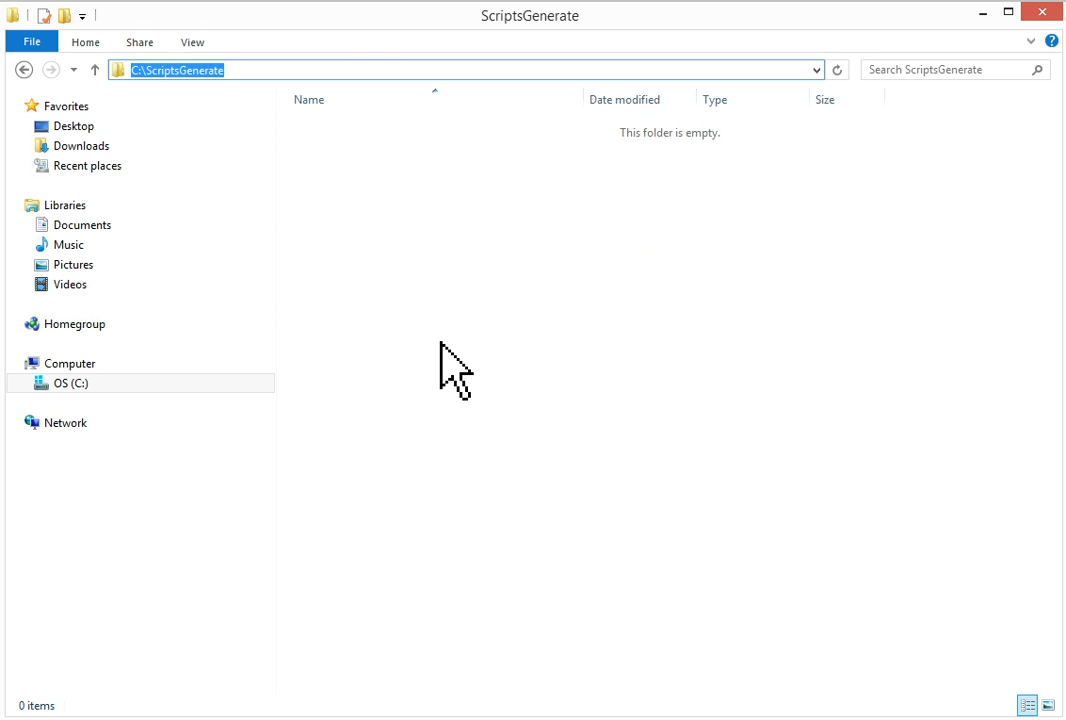 ScriptsGenerate
File Home Share View
C:\ScriptsGenerate
Search ScriptsGenerate
Name Date modified Type Size
This folder is empty.
Favorites
Desktop
Downloads
Recent places
Libraries
Documents
Music
Pictures
Videos
Homegroup
Computer
OS (C:)
Network
0 items